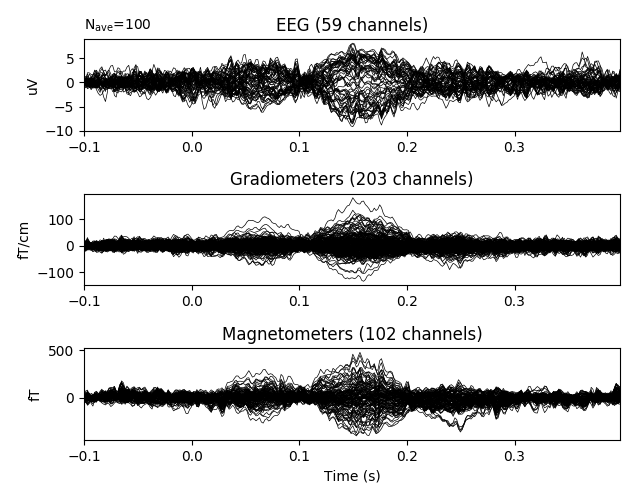 N_ave=100
EEG (59 channels)
5
0
−5
−10
uV
−0.1 0.0 0.1 0.2 0.3
Gradiometers (203 channels)
100
0
−100
fT/cm
−0.1 0.0 0.1 0.2 0.3
Magnetometers (102 channels)
500
0
fT
−0.1 0.0 0.1 0.2 0.3
Time (s)